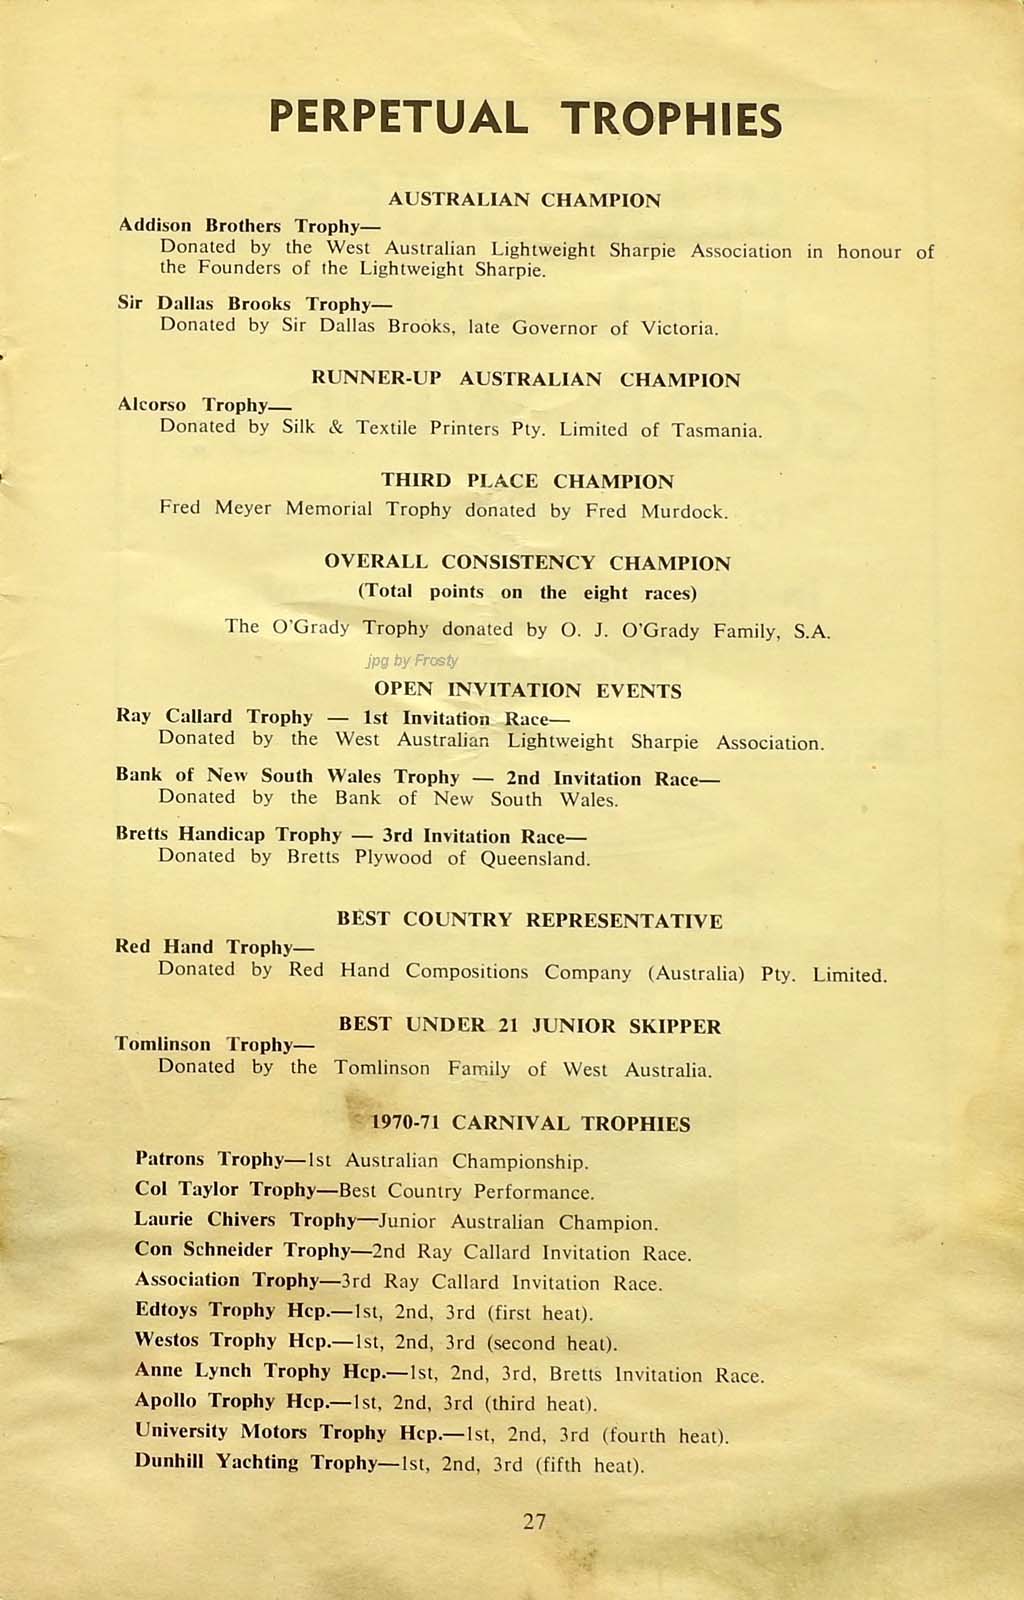 PERPETUAL TROPHIES
AUSTRALIAN CHAMPION
Addison Brothers Trophy—
Donated by the West Australian Lightweight Sharpie Association in honour of
the Founders of the Lightweight Sharpie.
Sir Dallas Brooks Trophy—
Donated by Sir Dallas Brooks, late Governor of Victoria.
RUNNER-UP AUSTRALIAN CHAMPION
Alcorso Trophy—
Donated by Silk & Textile Printers Pty. Limited of Tasmania.
THIRD PLACE CHAMPION
Fred Meyer Memorial Trophy donated by Fred Murdock.
OVERALL CONSISTENCY CHAMPION
(Total points on the eight races)
The O'Grady Trophy donated by O. J. O'Grady Family, S.A.
jpg by Frosty
OPEN INVITATION EVENTS
Ray Callard Trophy — 1st Invitation Race—
Donated by the West Australian Lightweight Sharpie Association.
Bank of New South Wales Trophy — 2nd Invitation Race—
Donated by the Bank of New South Wales.
Bretts Handicap Trophy — 3rd Invitation Race—
Donated by Bretts Plywood of Queensland.
BEST COUNTRY REPRESENTATIVE
Red Hand Trophy—
Donated by Red Hand Compositions Company (Australia) Pty. Limited.
BEST UNDER 21 JUNIOR SKIPPER
Tomlinson Trophy—
Donated by the Tomlinson Family of West Australia.
1970-71 CARNIVAL TROPHIES
Patrons Trophy—1st Australian Championship.
Col Taylor Trophy—Best Country Performance.
Laurie Chivers Trophy—Junior Australian Champion.
Con Schneider Trophy—2nd Ray Callard Invitation Race.
Association Trophy—3rd Ray Callard Invitation Race.
Edtoys Trophy Hcp.—1st, 2nd, 3rd (first heat).
Westos Trophy Hcp.—1st, 2nd, 3rd (second heat).
Anne Lynch Trophy Hcp.—1st, 2nd, 3rd, Bretts Invitation Race.
Apollo Trophy Hcp.—1st, 2nd, 3rd (third heat).
University Motors Trophy Hcp.—1st, 2nd, 3rd (fourth heat).
Dunhill Yachting Trophy—1st, 2nd, 3rd (fifth heat).
27